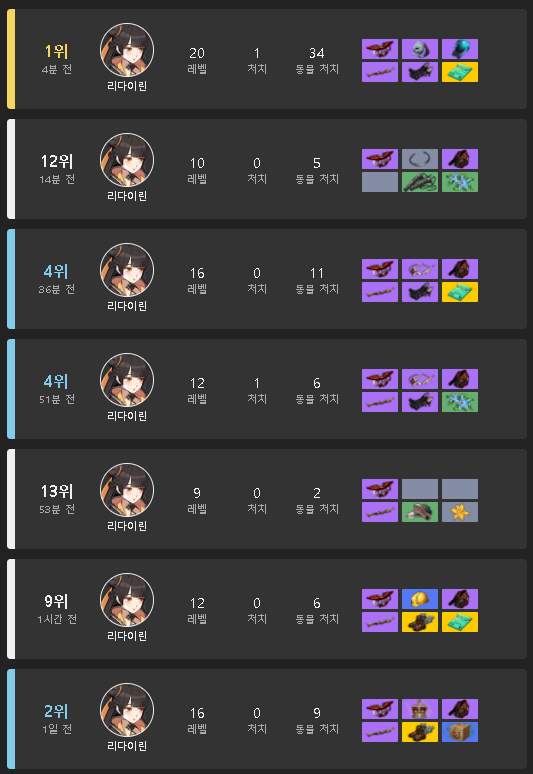 1위
4분 전
리다이린
20 1 34
레벨 처치 동물 처치
12위
14분 전
리다이린
10 0 5
레벨 처치 동물 처치
4위
36분 전
리다이린
16 0 11
레벨 처치 동물 처치
4위
51분 전
리다이린
12 1 6
레벨 처치 동물 처치
13위
53분 전
리다이린
9 0 2
레벨 처치 동물 처치
9위
1시간 전
리다이린
12 0 6
레벨 처치 동물 처치
2위
1일 전
리다이린
16 0 9
레벨 처치 동물 처치